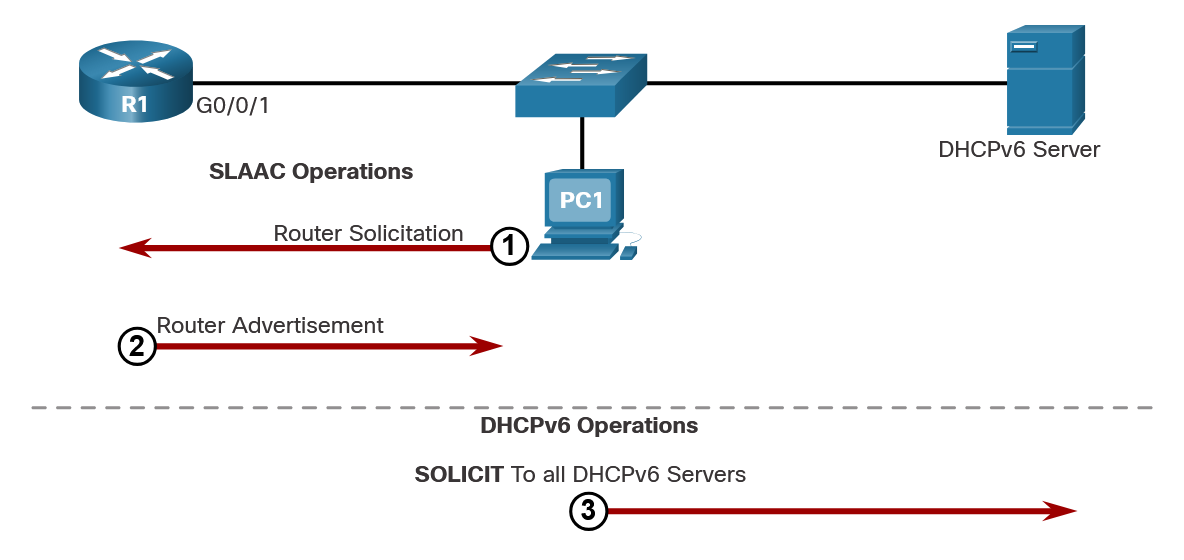 R1
G0/0/1
DHCPv6 Server
SLAAC Operations
PC1
Router Solicitation
1
Router Advertisement
2
DHCPv6 Operations
SOLICIT To all DHCPv6 Servers
3